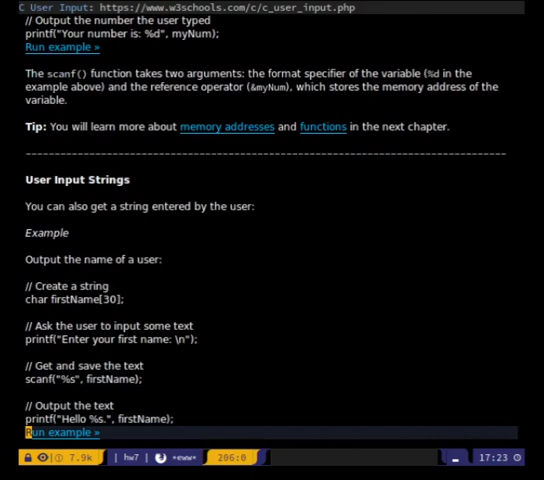 C User Input: https://www.w3schools.com/c/c_user_input.php
// Output the number the user typed
printf("Your number is: %d", myNum);
Run example »
The scanf() function takes two arguments: the format specifier of the variable (%d in the
example above) and the reference operator (&myNum), which stores the memory address of the
variable.
Tip: You will learn more about memory addresses and functions in the next chapter.
User Input Strings
You can also get a string entered by the user:
Example
Output the name of a user:
// Create a string
char firstName[30];
// Ask the user to input some text
printf("Enter your first name: \n");
// Get and save the text
scanf("%s", firstName);
// Output the text
printf("Hello %s.", firstName);
Run example »
7.9k | hw7 | *eww* 206:0 17:23